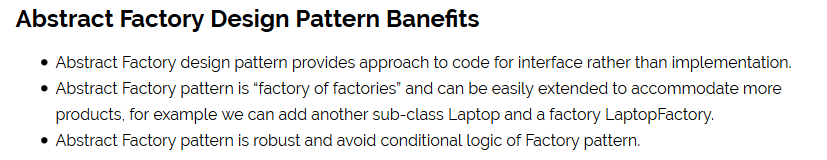 Abstract Factory Design Pattern Banefits
• Abstract Factory design pattern provides approach to code for interface rather than implementation.
• Abstract Factory pattern is “factory of factories” and can be easily extended to accommodate more
products, for example we can add another sub-class Laptop and a factory LaptopFactory.
• Abstract Factory pattern is robust and avoid conditional logic of Factory pattern.